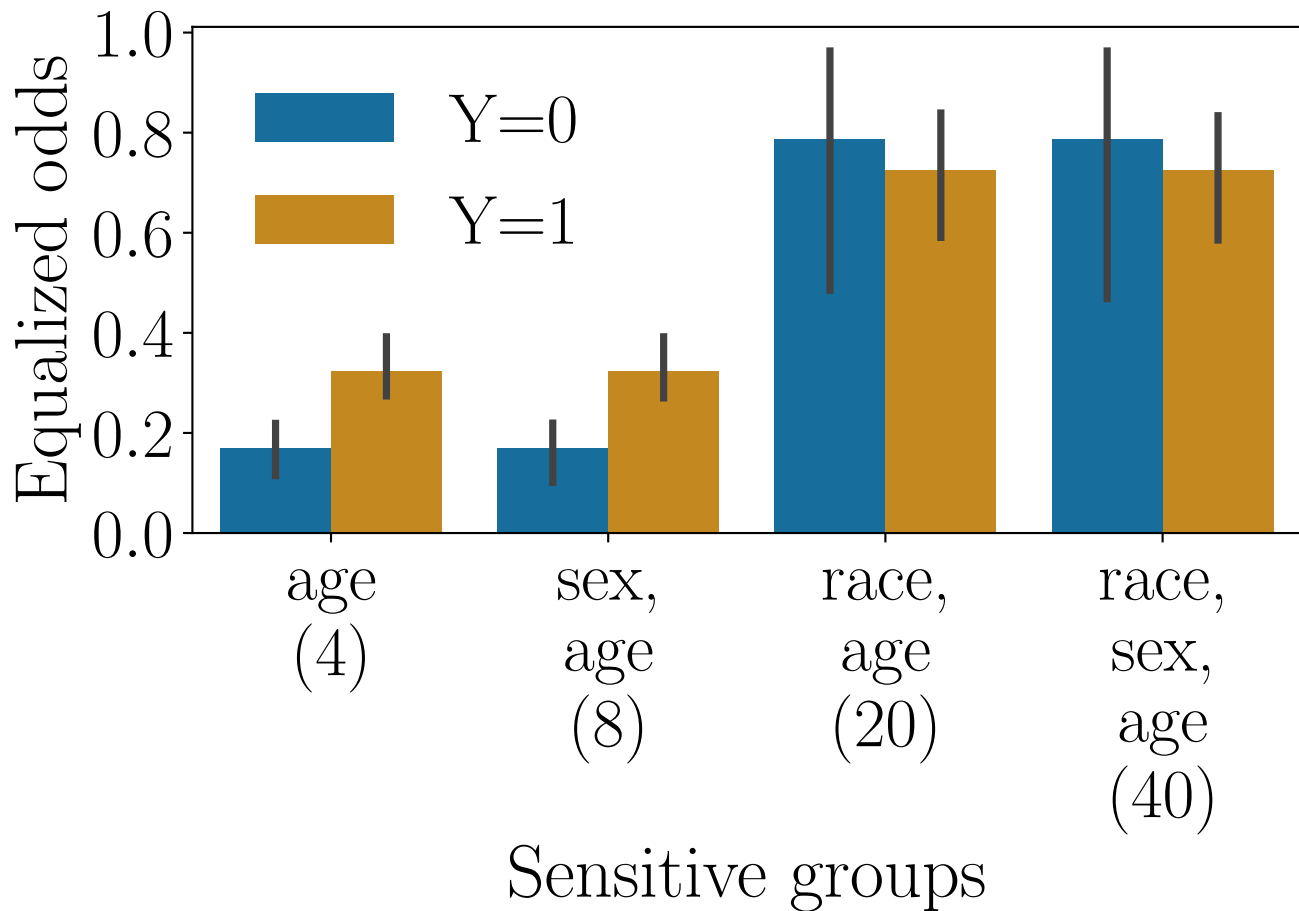 Equalized odds
1.0
0.8
0.6
0.4
0.2
0.0
Y=0
Y=1
age
(4)
sex,
age
(8)
race,
age
(20)
race,
sex,
age
(40)
Sensitive groups